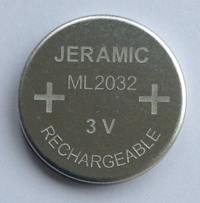 JERAMIC
ML2032
+ +
3 V
RECHARGEABLE